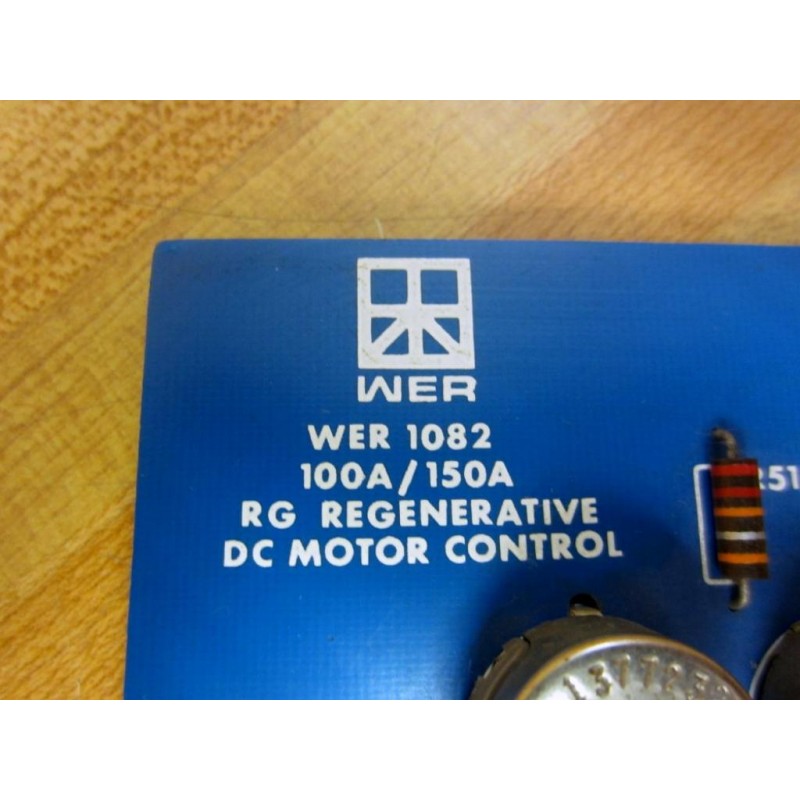 WER
WER 1082
100A/150A
RG REGENERATIVE
DC MOTOR CONTROL